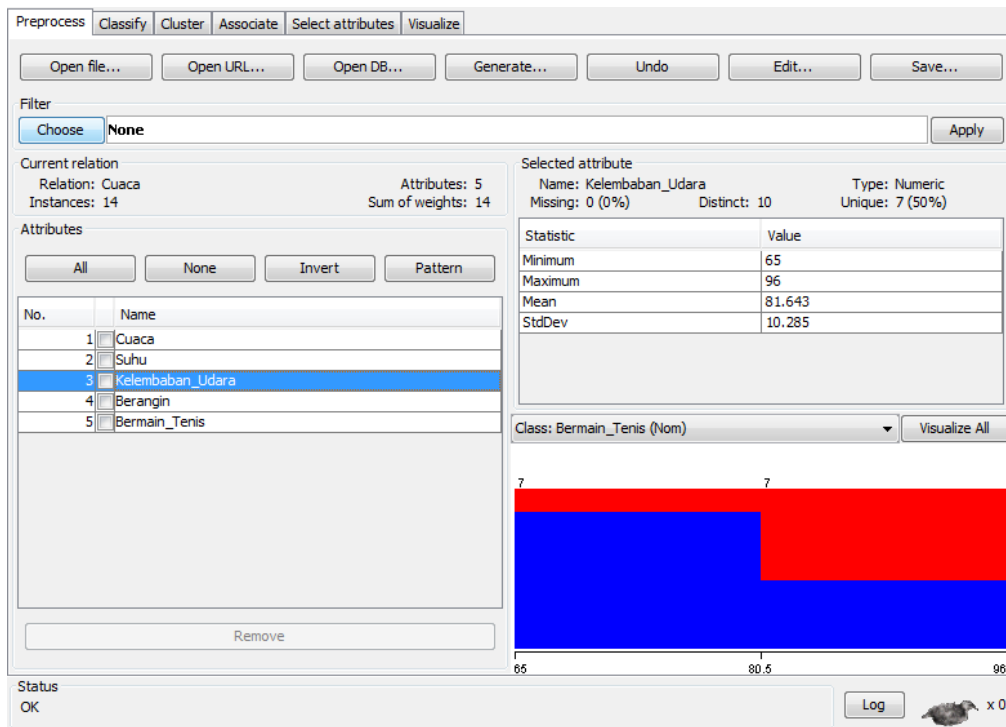 Preprocess Classify Cluster Associate Select attributes Visualize
Open file... Open URL... Open DB... Generate... Undo Edit... Save...
Filter
Choose None Apply
Current relation
Relation: Cuaca Attributes: 5
Instances: 14 Sum of weights: 14
Attributes
All None Invert Pattern
No. Name
1 Cuaca
2 Suhu
3 Kelembaban_Udara
4 Berangin
5 Bermain_Tenis
Remove
Selected attribute
Name: Kelembaban_Udara Type: Numeric
Missing: 0 (0%) Distinct: 10 Unique: 7 (50%)
Statistic Value
Minimum 65
Maximum 96
Mean 81.643
StdDev 10.285
Class: Bermain_Tenis (Nom) Visualize All
7 7
65 80.5 96
Status
OK Log x 0